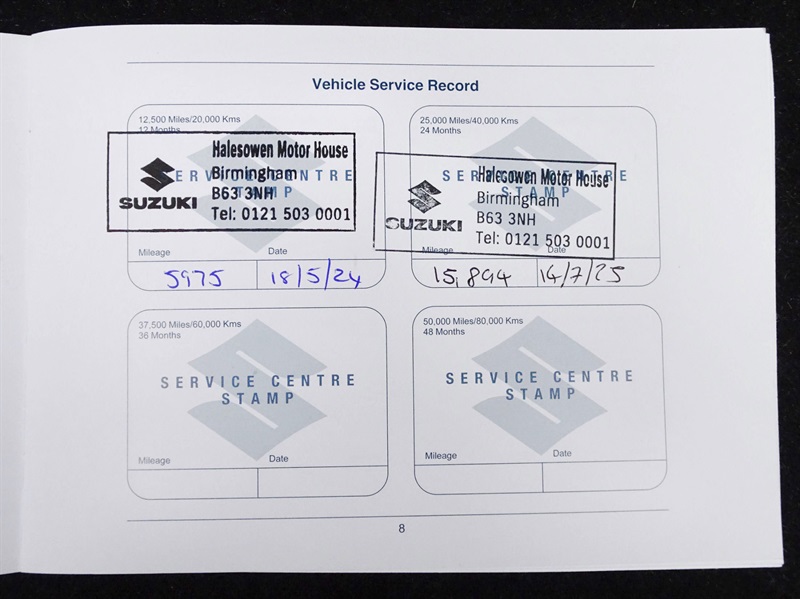 Vehicle Service Record
12,500 Miles/20,000 Kms
12 Months
SERVICE CENTRE
STAMP
Halesowen Motor House
Birmingham
B63 3NH
Tel: 0121 503 0001
SUZUKI
Mileage Date
5975 18/5/24
25,000 Miles/40,000 Kms
24 Months
SERVICE CENTRE
STAMP
Halesowen Motor House
Birmingham
B63 3NH
Tel: 0121 503 0001
SUZUKI
Mileage Date
15,894 14/7/25
37,500 Miles/60,000 Kms
36 Months
SERVICE CENTRE
STAMP
Mileage Date
50,000 Miles/80,000 Kms
48 Months
SERVICE CENTRE
STAMP
Mileage Date
8